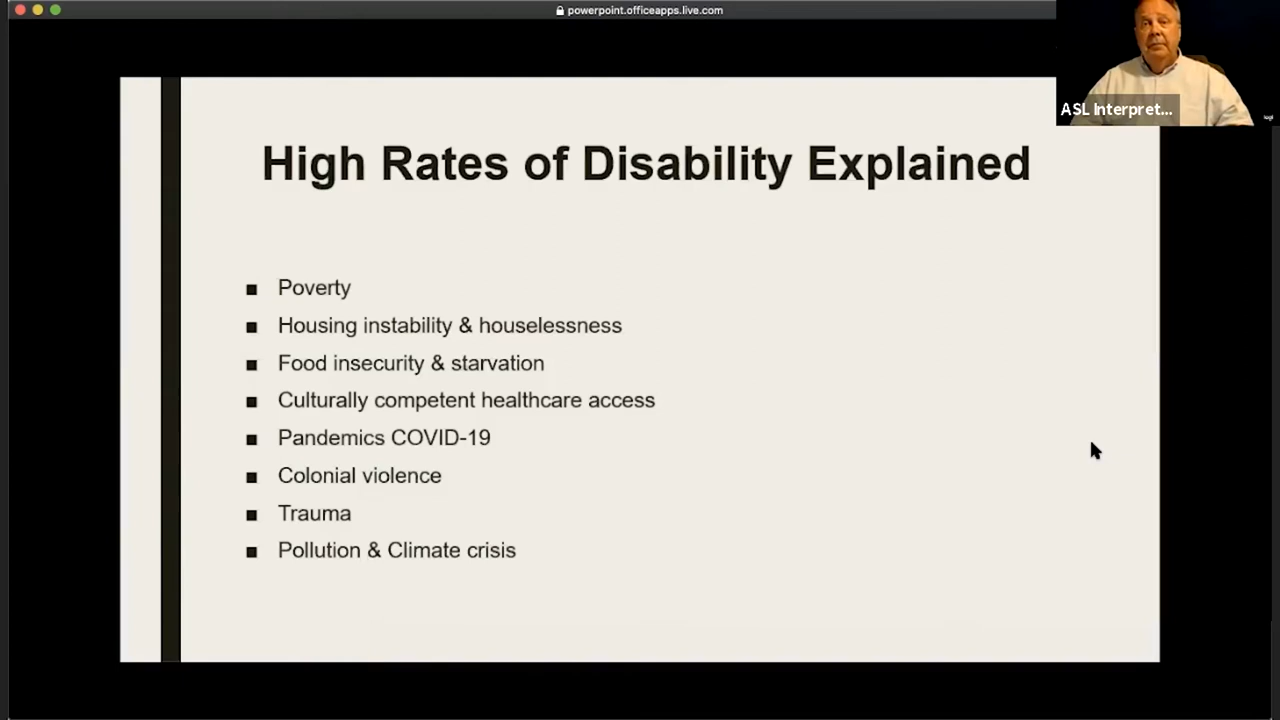 powerpoint.officeapps.live.com
ASL Interpret...
High Rates of Disability Explained
■ Poverty
■ Housing instability & houselessness
■ Food insecurity & starvation
■ Culturally competent healthcare access
■ Pandemics COVID-19
■ Colonial violence
■ Trauma
■ Pollution & Climate crisis